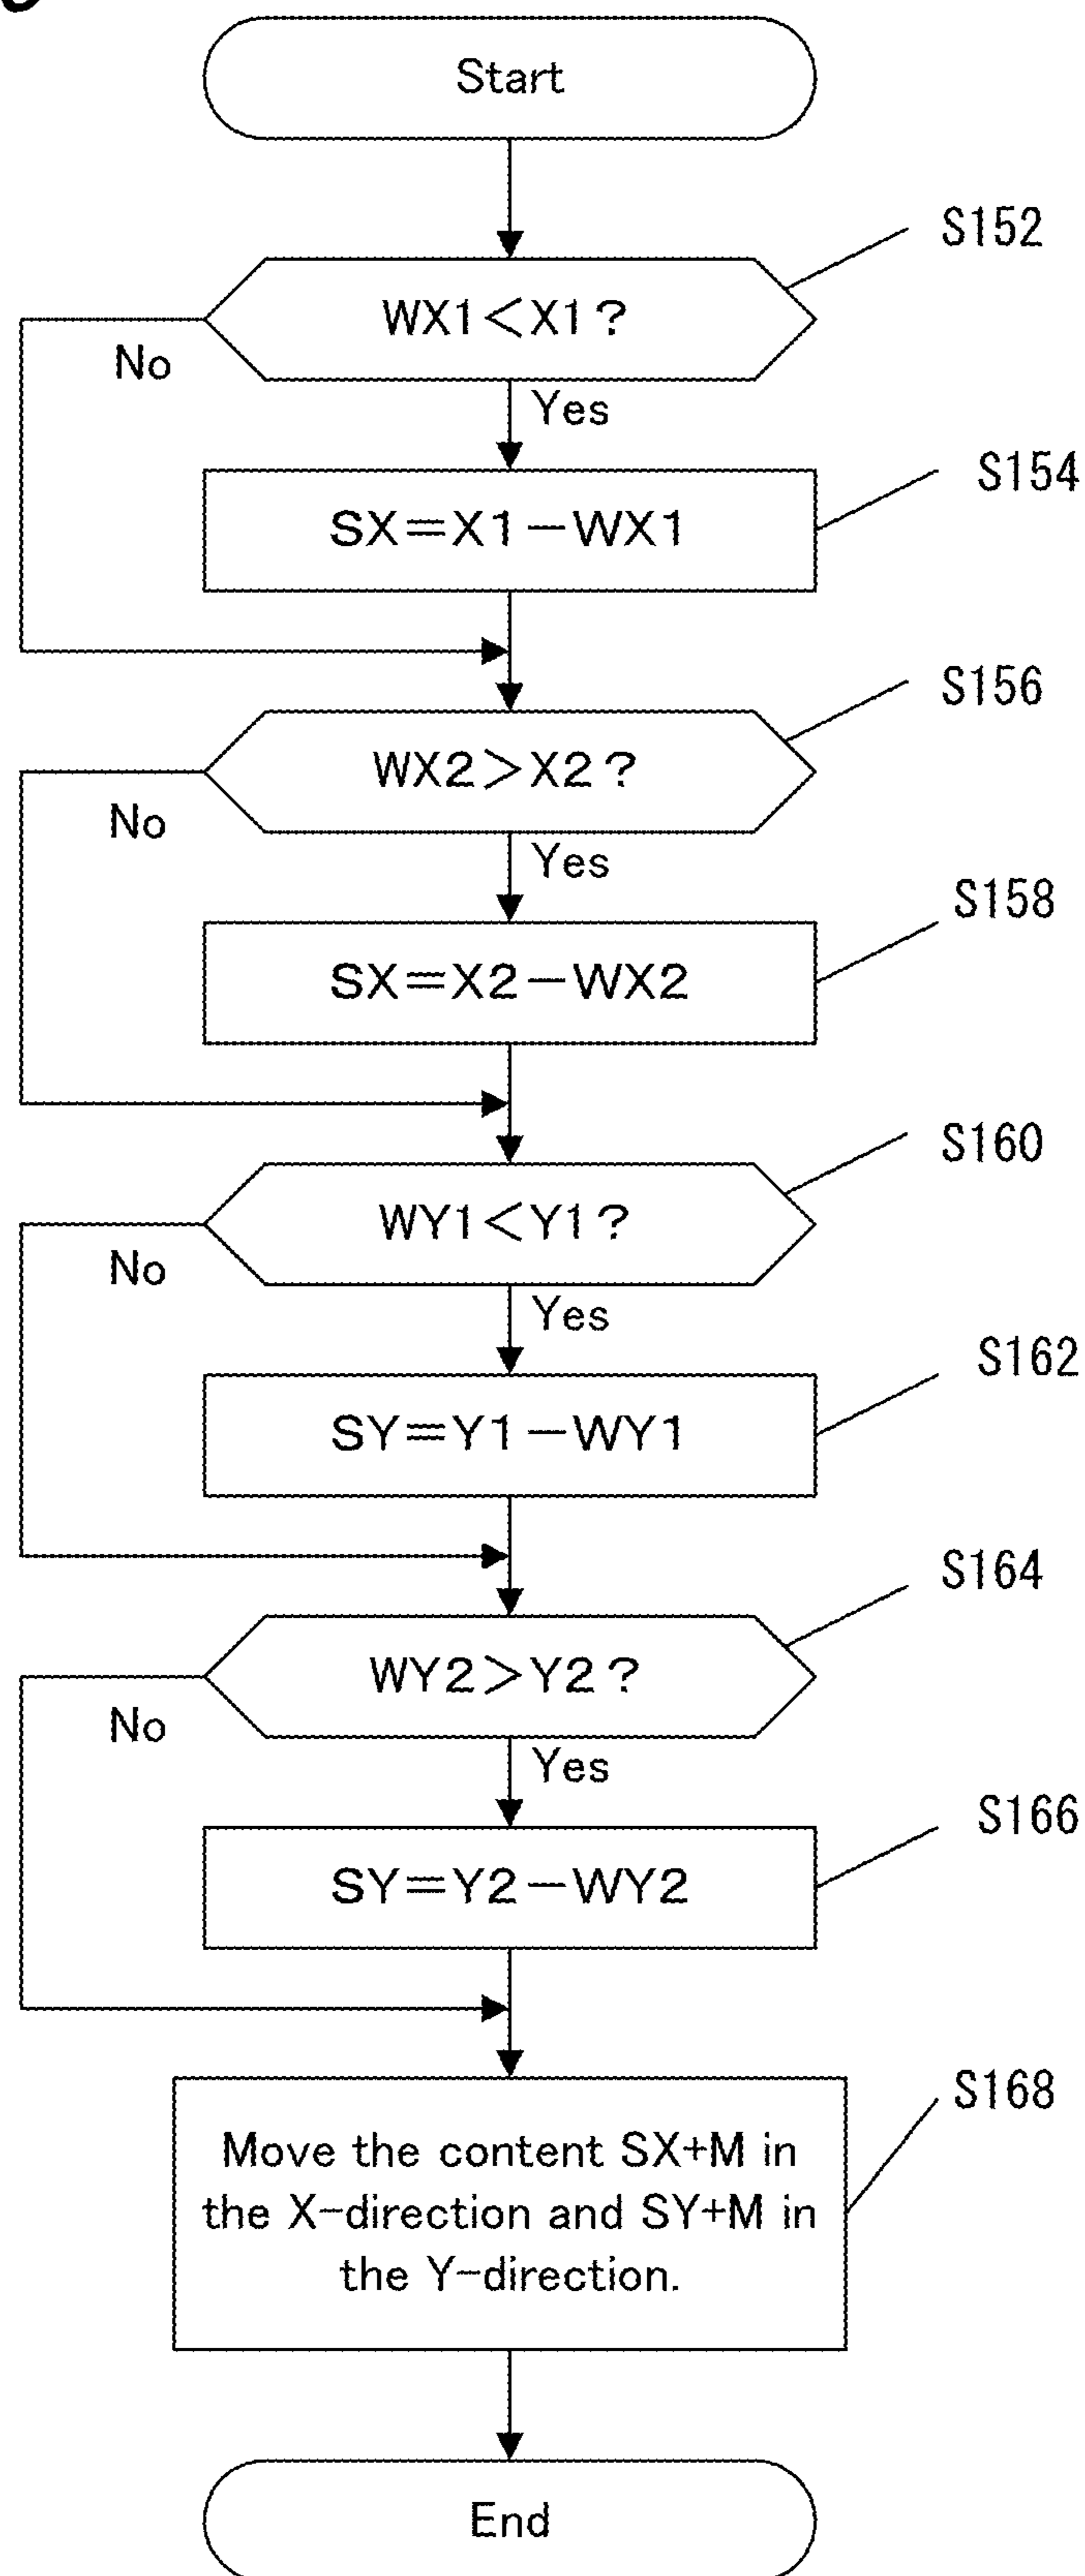 Start
S152
WX1<X1?
No
Yes
S154
SX=X1-WX1
S156
WX2>X2?
No
Yes
S158
SX=X2-WX2
S160
WY1<Y1?
No
Yes
S162
SY=Y1-WY1
S164
WY2>Y2?
No
Yes
S166
SY=Y2-WY2
S168
Move the content SX+M in
the X-direction and SY+M in
the Y-direction.
End